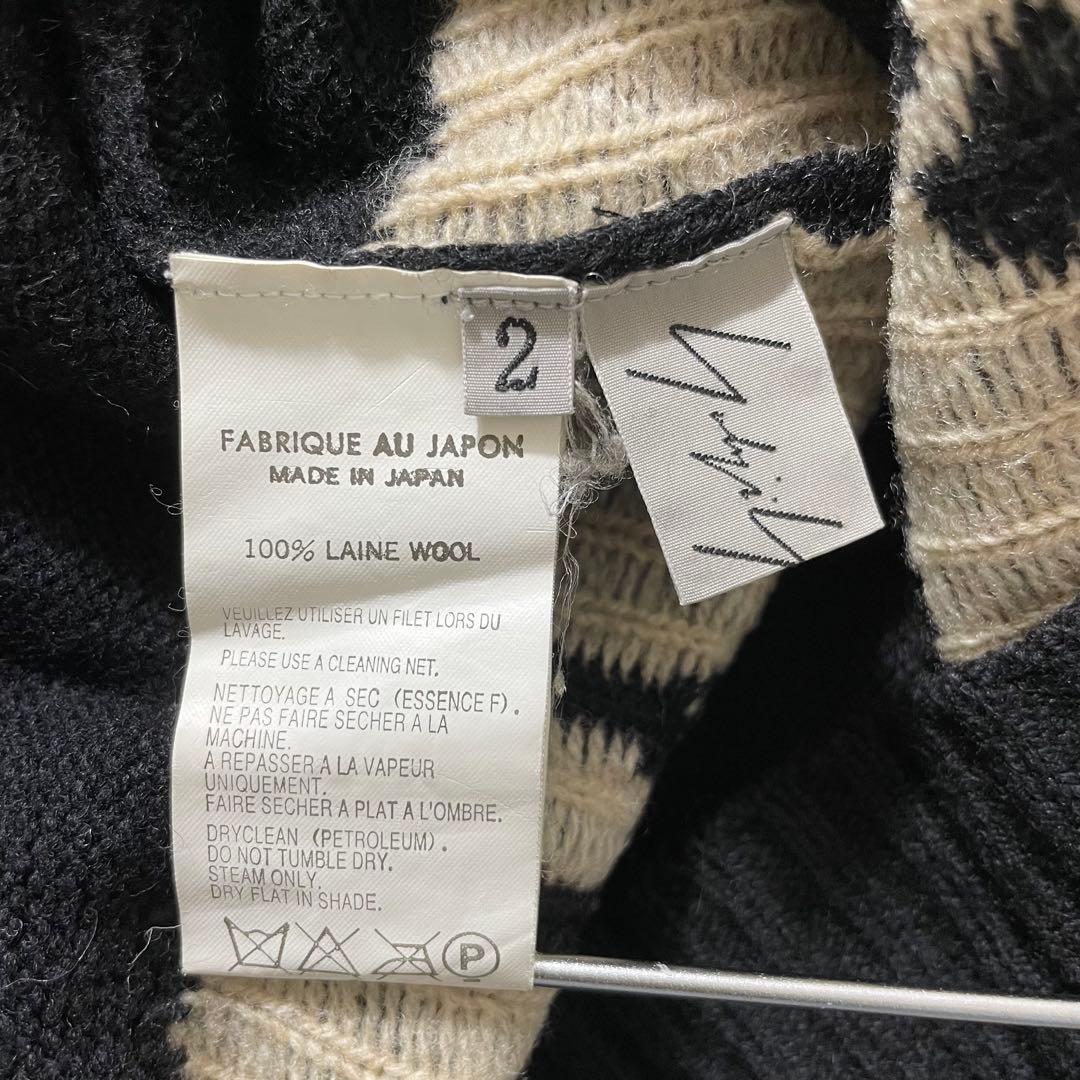 2
FABRIQUE AU JAPON
MADE IN JAPAN
100% LAINE WOOL
VEUILLEZ UTILISER UN FILET LORS DU
LAVAGE.
PLEASE USE A CLEANING NET.
NETTOYAGE A SEC (ESSENCE F).
NE PAS FAIRE SECHER A LA
MACHINE.
A REPASSER A LA VAPEUR
UNIQUEMENT.
FAIRE SECHER A PLAT A L'OMBRE.
DRYCLEAN (PETROLEUM).
DO NOT TUMBLE DRY.
STEAM ONLY.
DRY FLAT IN SHADE.
P